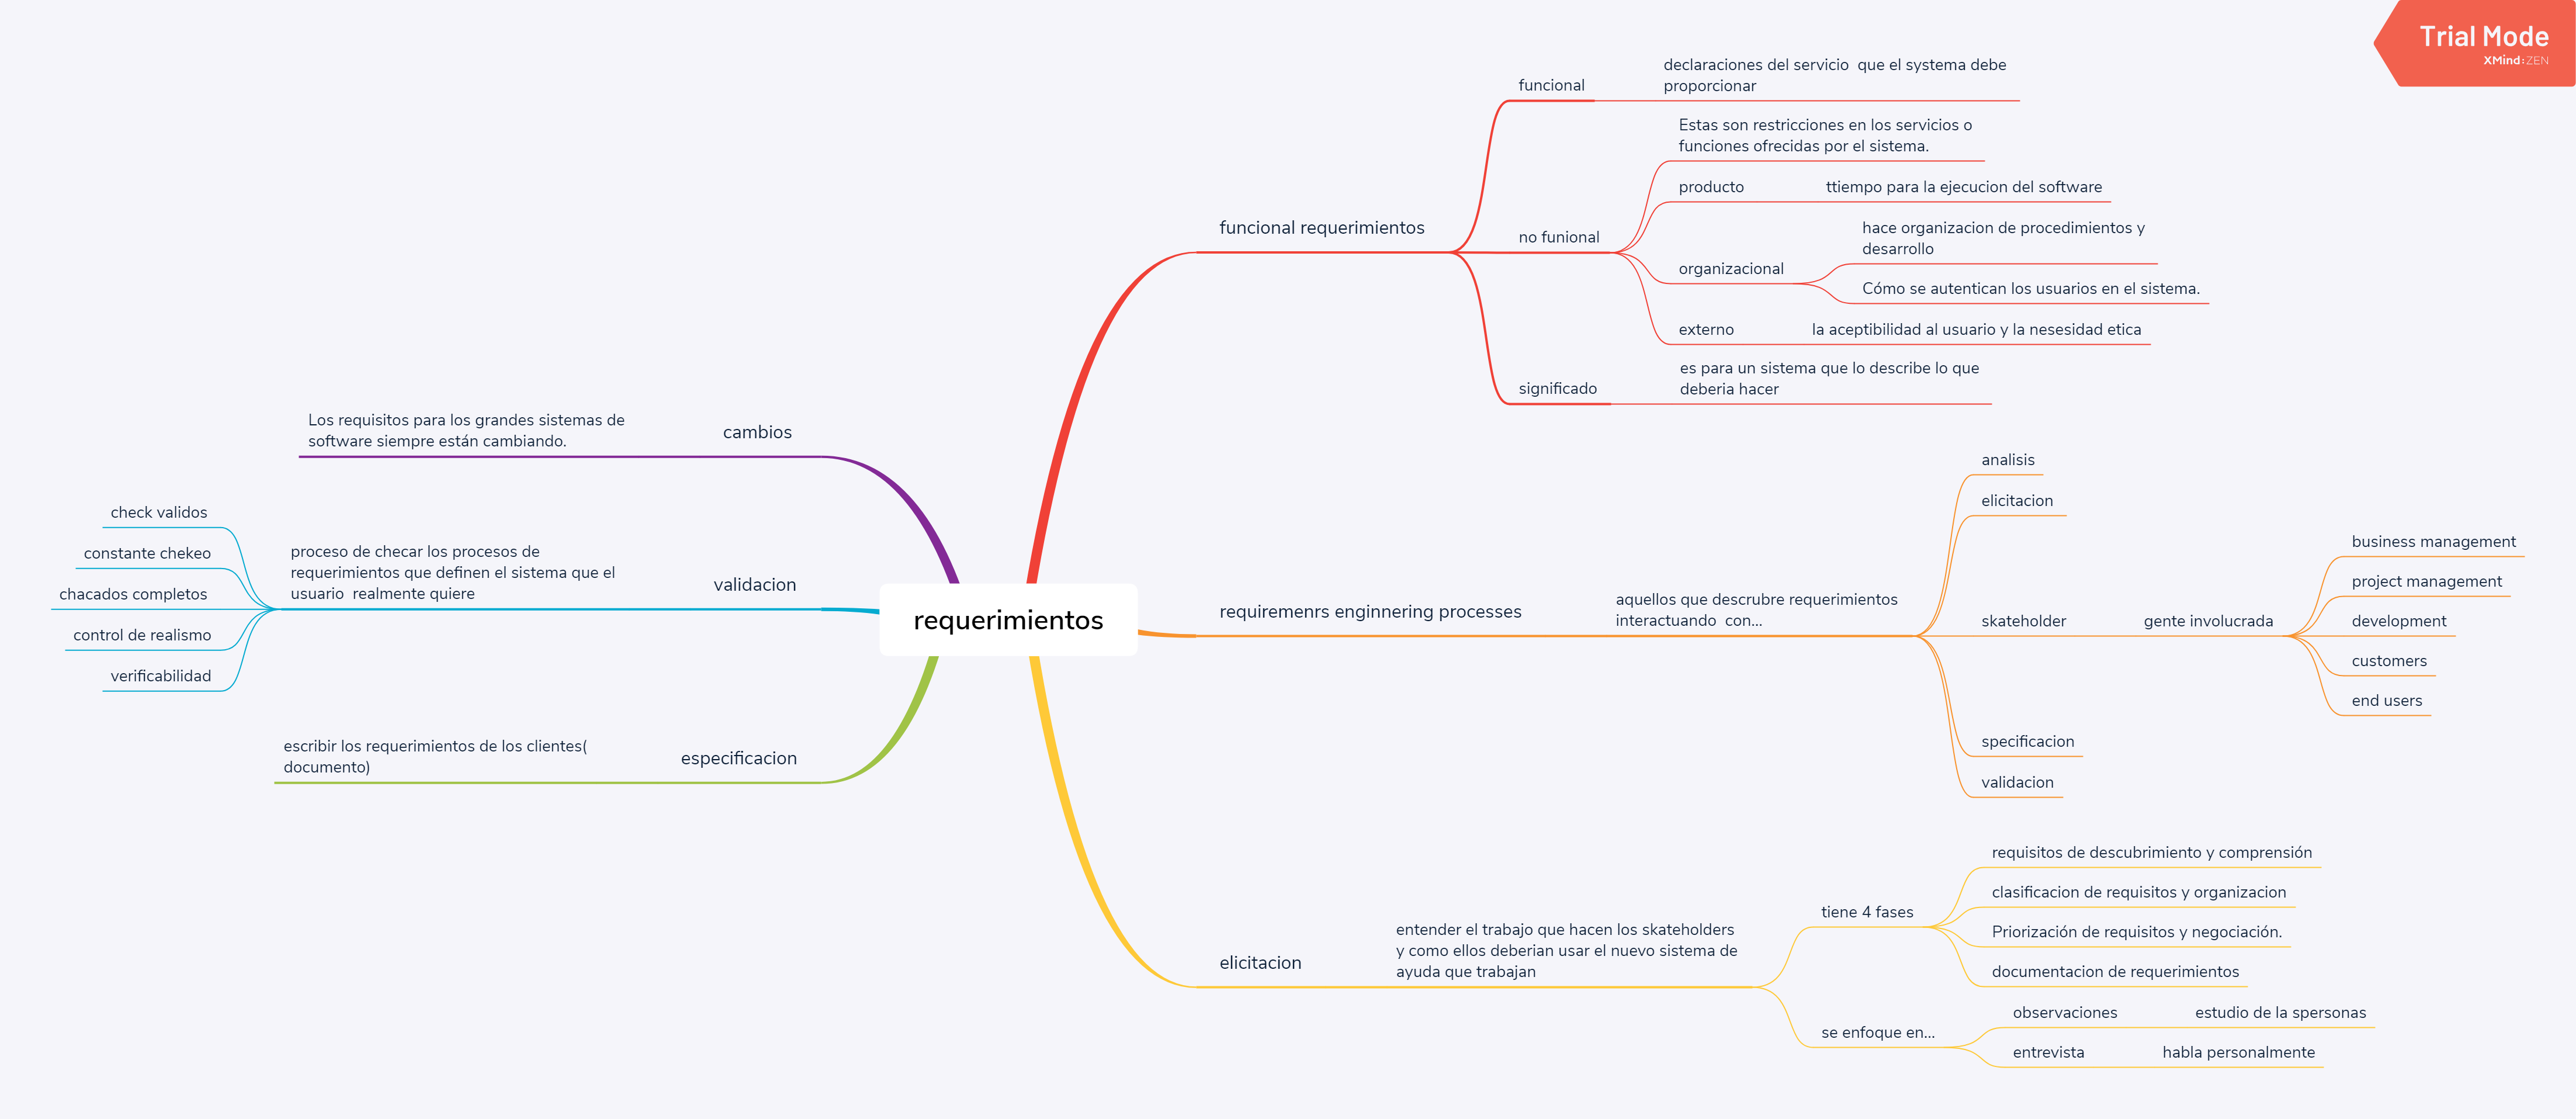 Trial Mode
XMind:ZEN
requerimientos
funcional requerimientos
funcional
declaraciones del servicio  que el systema debe
proporcionar
no funional
Estas son restricciones en los servicios o
funciones ofrecidas por el sistema.
producto
ttiempo para la ejecucion del software
organizacional
hace organizacion de procedimientos y
desarrollo
Cómo se autentican los usuarios en el sistema.
externo
la aceptibilidad al usuario y la nesesidad etica
significado
es para un sistema que lo describe lo que
deberia hacer
requiremenrs enginnering processes
aquellos que descrubre requerimientos
interactuando  con...
analisis
elicitacion
skateholder
gente involucrada
business management
project management
development
customers
end users
specificacion
validacion
elicitacion
entender el trabajo que hacen los skateholders
y como ellos deberian usar el nuevo sistema de
ayuda que trabajan
tiene 4 fases
requisitos de descubrimiento y comprensión
clasificacion de requisitos y organizacion
Priorización de requisitos y negociación.
documentacion de requerimientos
se enfoque en...
observaciones
estudio de la spersonas
entrevista
habla personalmente
cambios
Los requisitos para los grandes sistemas de
software siempre están cambiando.
validacion
proceso de checar los procesos de
requerimientos que definen el sistema que el
usuario  realmente quiere
check validos
constante chekeo
chacados completos
control de realismo
verificabilidad
especificacion
escribir los requerimientos de los clientes(
documento)